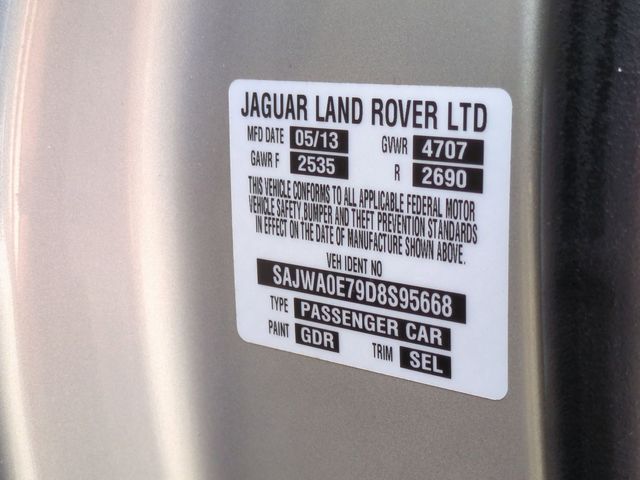 JAGUAR LAND ROVER LTD
MFD DATE 05/13 GVWR 4707
GAWR F 2535 R 2690
THIS VEHICLE CONFORMS TO ALL APPLICABLE FEDERAL MOTOR
VEHICLE SAFETY, BUMPER AND THEFT PREVENTION STANDARDS
IN EFFECT ON THE DATE OF MANUFACTURE SHOWN ABOVE.
VEH IDENT NO
SAJWA0E79D8S95668
TYPE PASSENGER CAR
PAINT GDR TRIM SEL